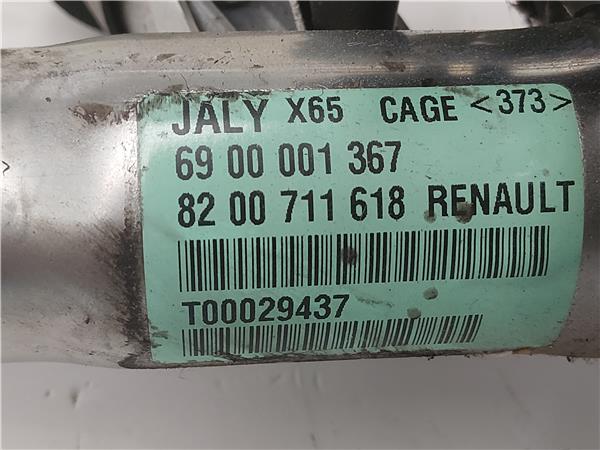 JALY X65 CAGE <373>
69 00 001 367
82 00 711 618 RENAULT
T00029437